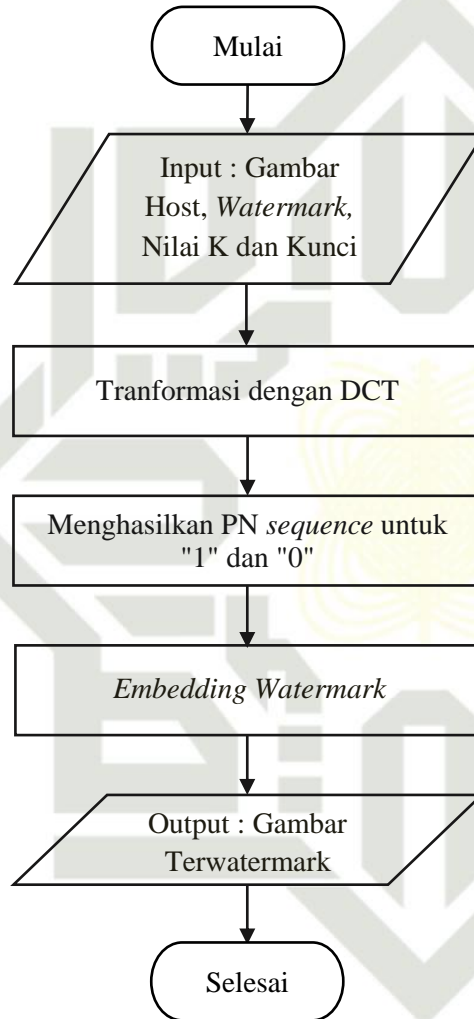 Mulai
Input : Gambar
Host, Watermark,
Nilai K dan Kunci
Tranformasi dengan DCT
Menghasilkan PN sequence untuk
"1" dan "0"
Embedding Watermark
Output : Gambar
Terwatermark
Selesai